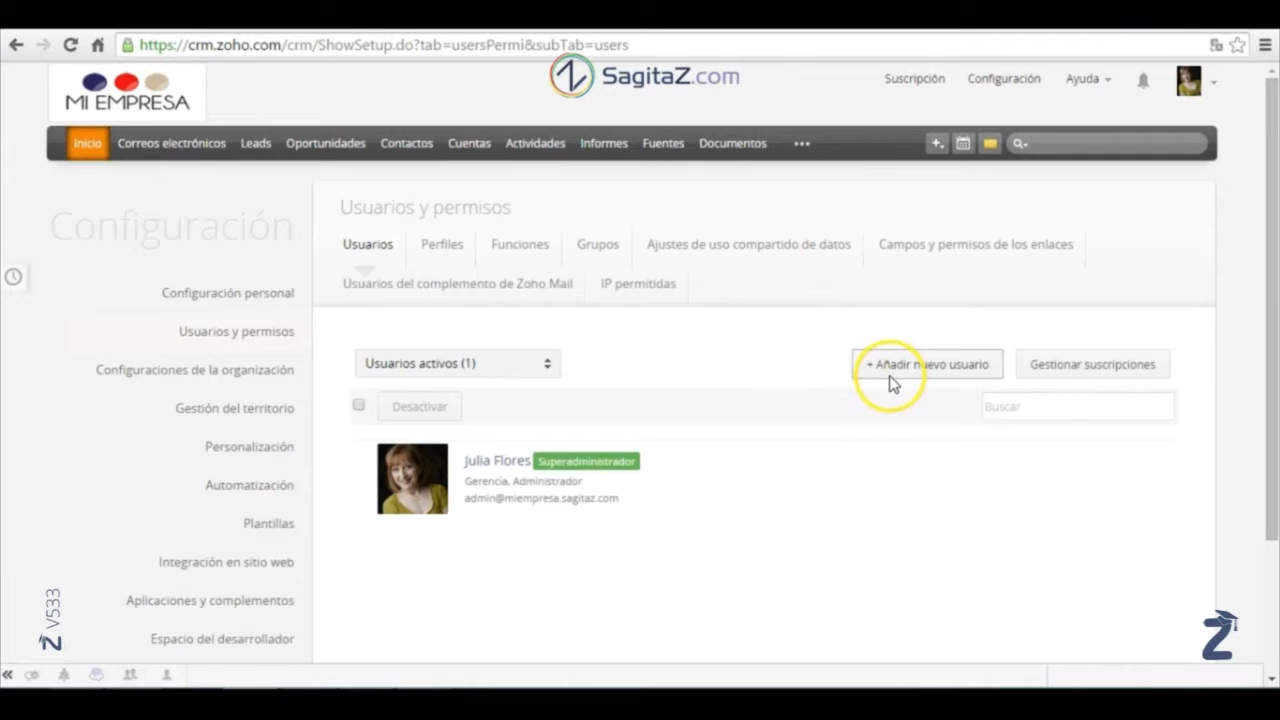 https://crm.zoho.com/crm/ShowSetup.do?tab=usersPermi&subTab=users
MI EMPRESA
SagitaZ.com
Suscripción Configuración Ayuda
Inicio Correos electrónicos Leads Oportunidades Contactos Cuentas Actividades Informes Fuentes Documentos •••
Configuración
Usuarios y permisos
Usuarios Perfiles Funciones Grupos Ajustes de uso compartido de datos Campos y permisos de los enlaces
Usuarios del complemento de Zoho Mail IP permitidas
Configuración personal
Usuarios y permisos
Configuraciones de la organización
Gestión del territorio
Personalización
Automatización
Plantillas
Integración en sitio web
Aplicaciones y complementos
Espacio del desarrollador
Usuarios activos (1)
+ Añadir nuevo usuario Gestionar suscripciones
Desactivar Buscar
Julia Flores Superadministrador
Gerencia, Administrador
admin@miempresa.sagitaz.com
Z V533
Z